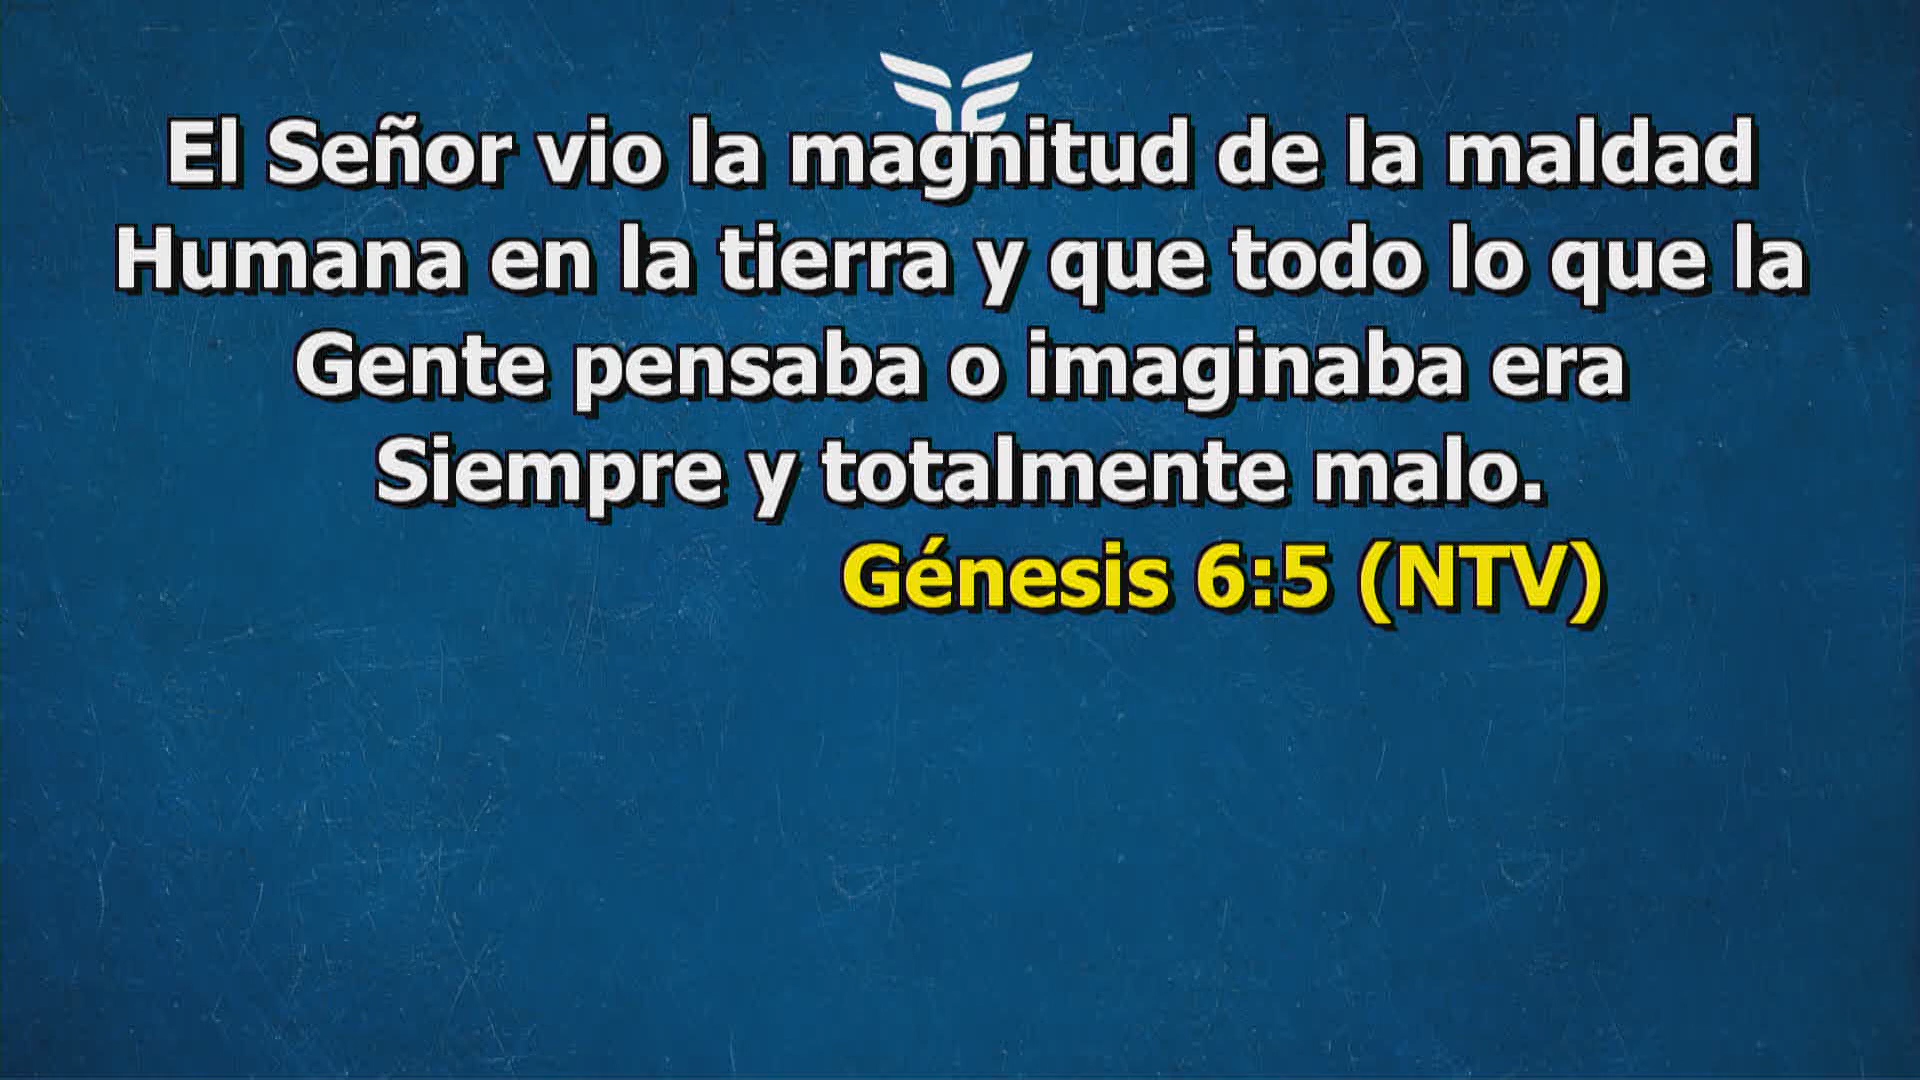 El Señor vio la magnitud de la maldad
Humana en la tierra y que todo lo que la
Gente pensaba o imaginaba era
Siempre y totalmente malo.
Génesis 6:5 (NTV)